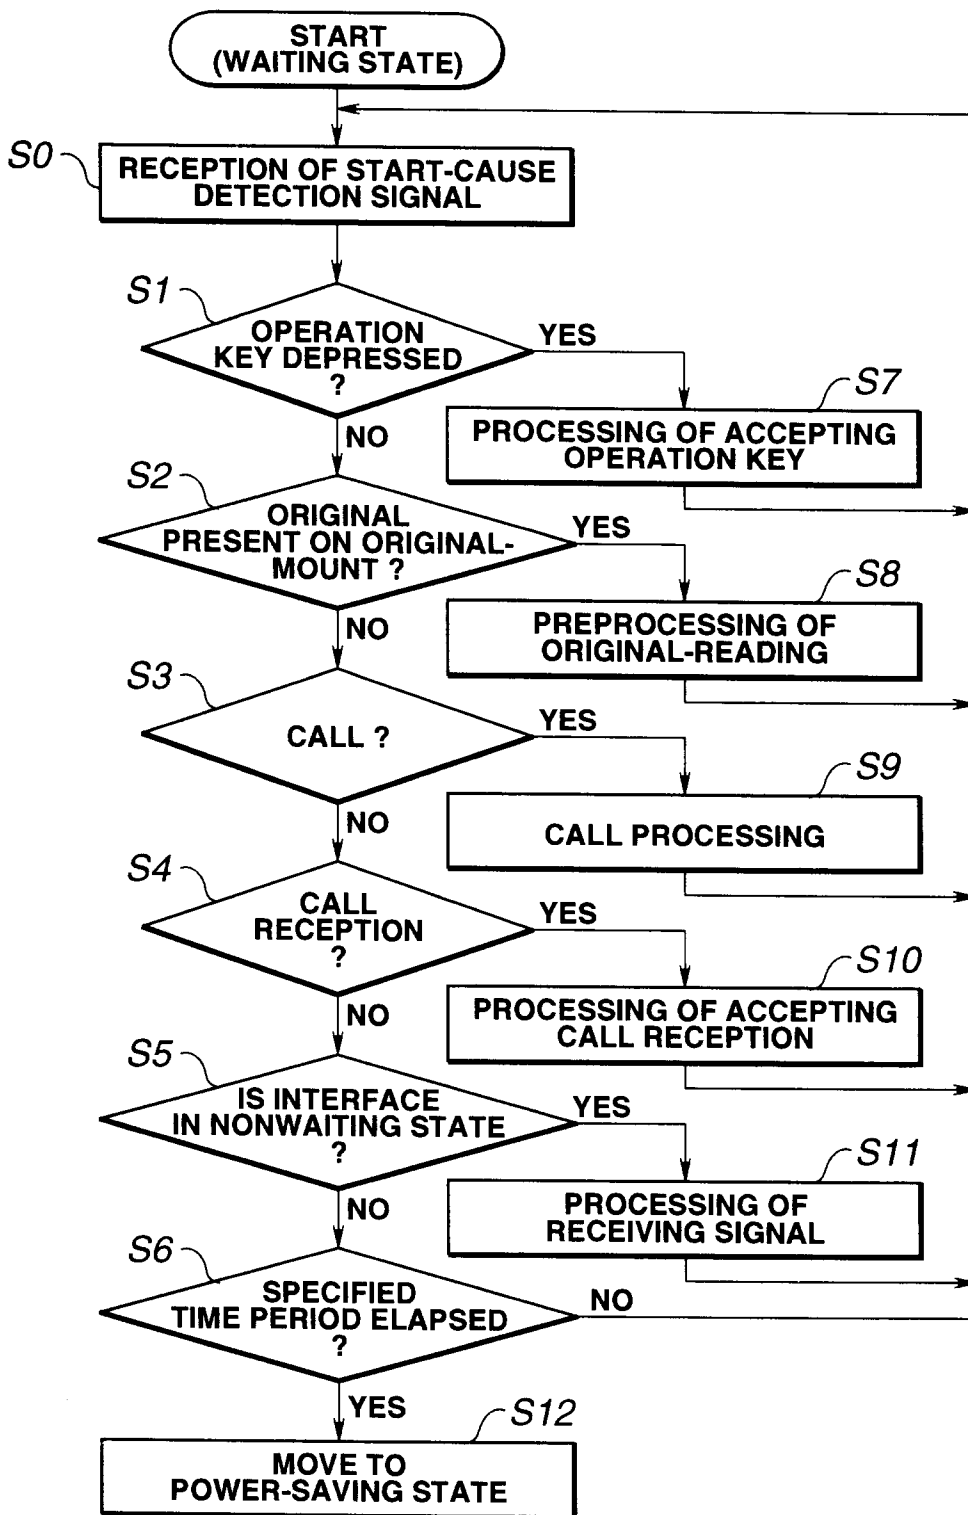 START
(WAITING STATE)
S0
RECEPTION OF START-CAUSE
DETECTION SIGNAL
S1
OPERATION
KEY DEPRESSED
?
YES
NO
S7
PROCESSING OF ACCEPTING
OPERATION KEY
S2
ORIGINAL
PRESENT ON ORIGINAL-
MOUNT ?
YES
NO
S8
PREPROCESSING OF
ORIGINAL-READING
S3
CALL ?
YES
NO
S9
CALL PROCESSING
S4
CALL
RECEPTION
?
YES
NO
S10
PROCESSING OF ACCEPTING
CALL RECEPTION
S5
IS INTERFACE
IN NONWAITING STATE
?
YES
NO
S11
PROCESSING OF
RECEIVING SIGNAL
S6
SPECIFIED
TIME PERIOD ELAPSED
?
NO
YES
S12
MOVE TO
POWER-SAVING STATE